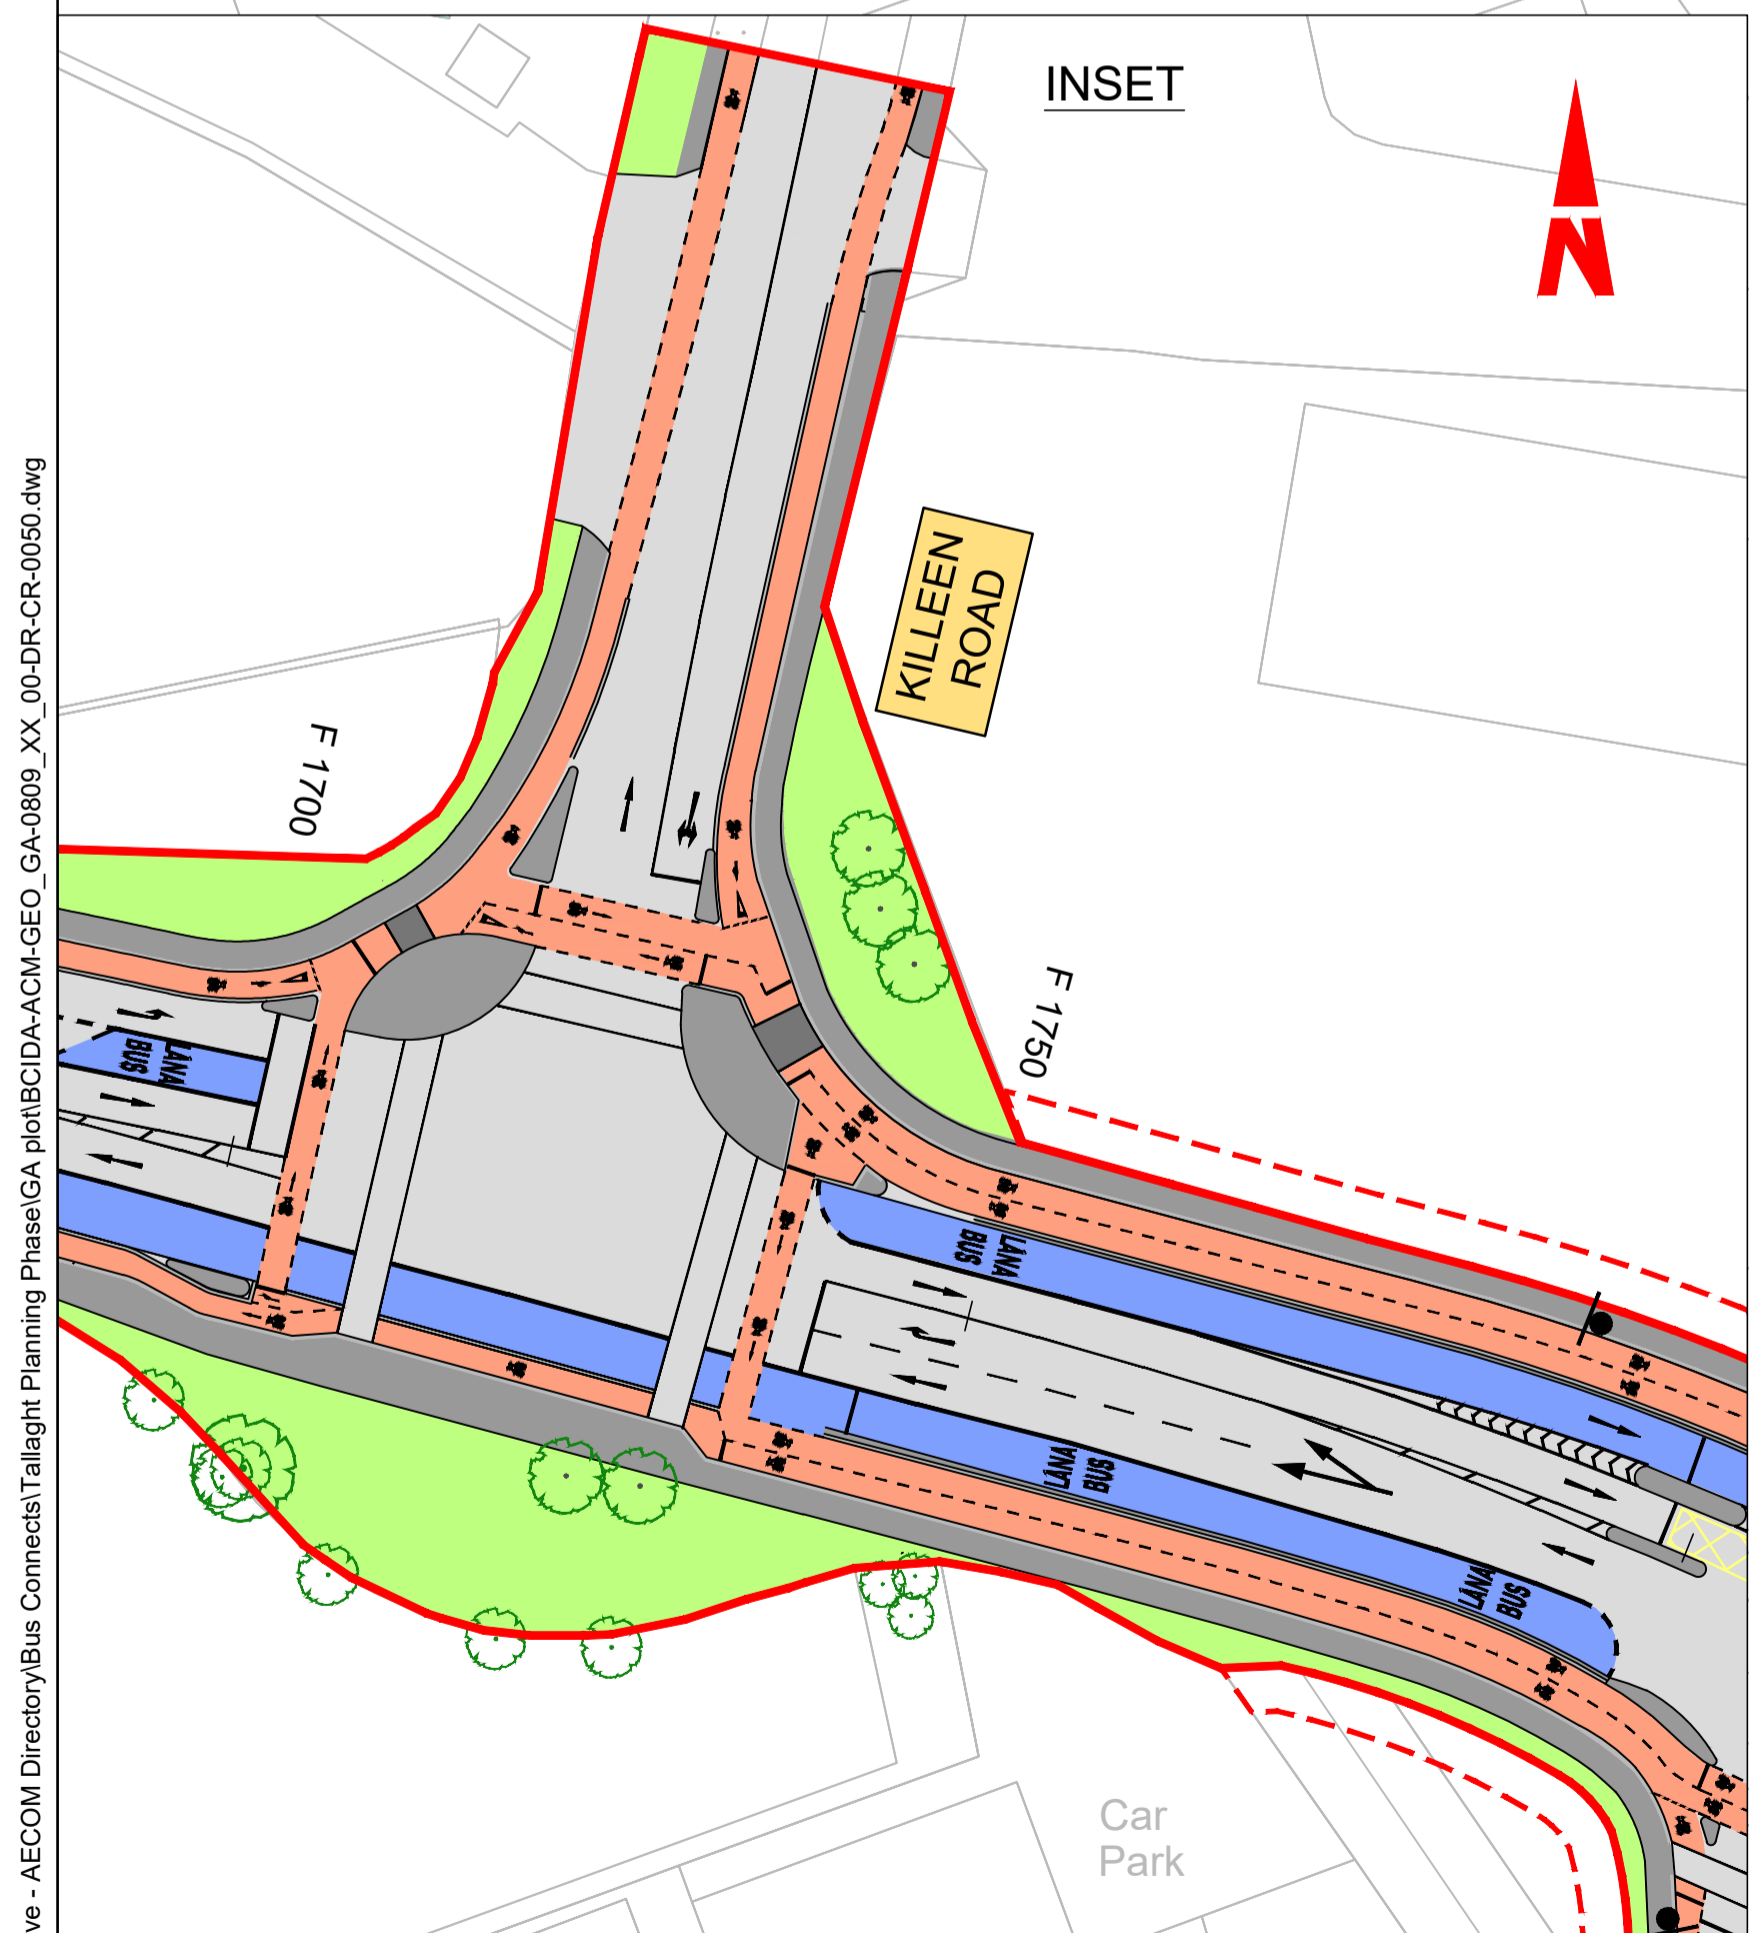 INSET
N
KILLEEN
ROAD
F 1700
F 1750
LÁNA
BUS
LÁNA
BUS
LÁNA
BUS
LÁNA
BUS
Car
Park
ve - AECOM Directory\Bus Connects\Tallaght Planning Phase\GA plot\BCIDA-ACM-GEO_GA-0809_XX_00-DR-CR-0050.dwg